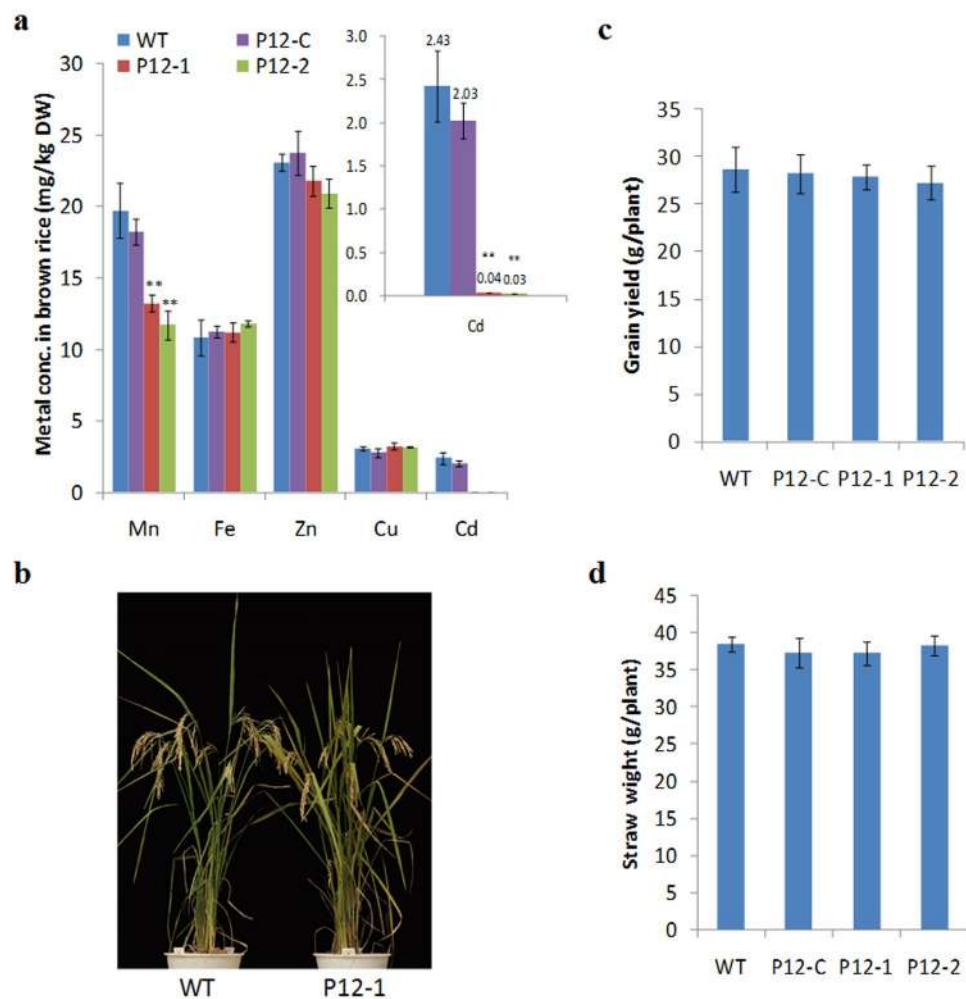 a
WT
P12-C
P12-1
P12-2
Metal conc. in brown rice (mg/kg DW)
30
25
20
15
10
5
0
**
**
Mn
Fe
Zn
Cu
Cd
3.0
2.5
2.0
1.5
1.0
0.5
0.0
2.43
2.03
**
**
0.04
0.03
Cd
b
WT
P12-1
c
Grain yield (g/plant)
35
30
25
20
15
10
5
0
WT
P12-C
P12-1
P12-2
d
Straw wight (g/plant)
45
40
35
30
25
20
15
10
5
0
WT
P12-C
P12-1
P12-2